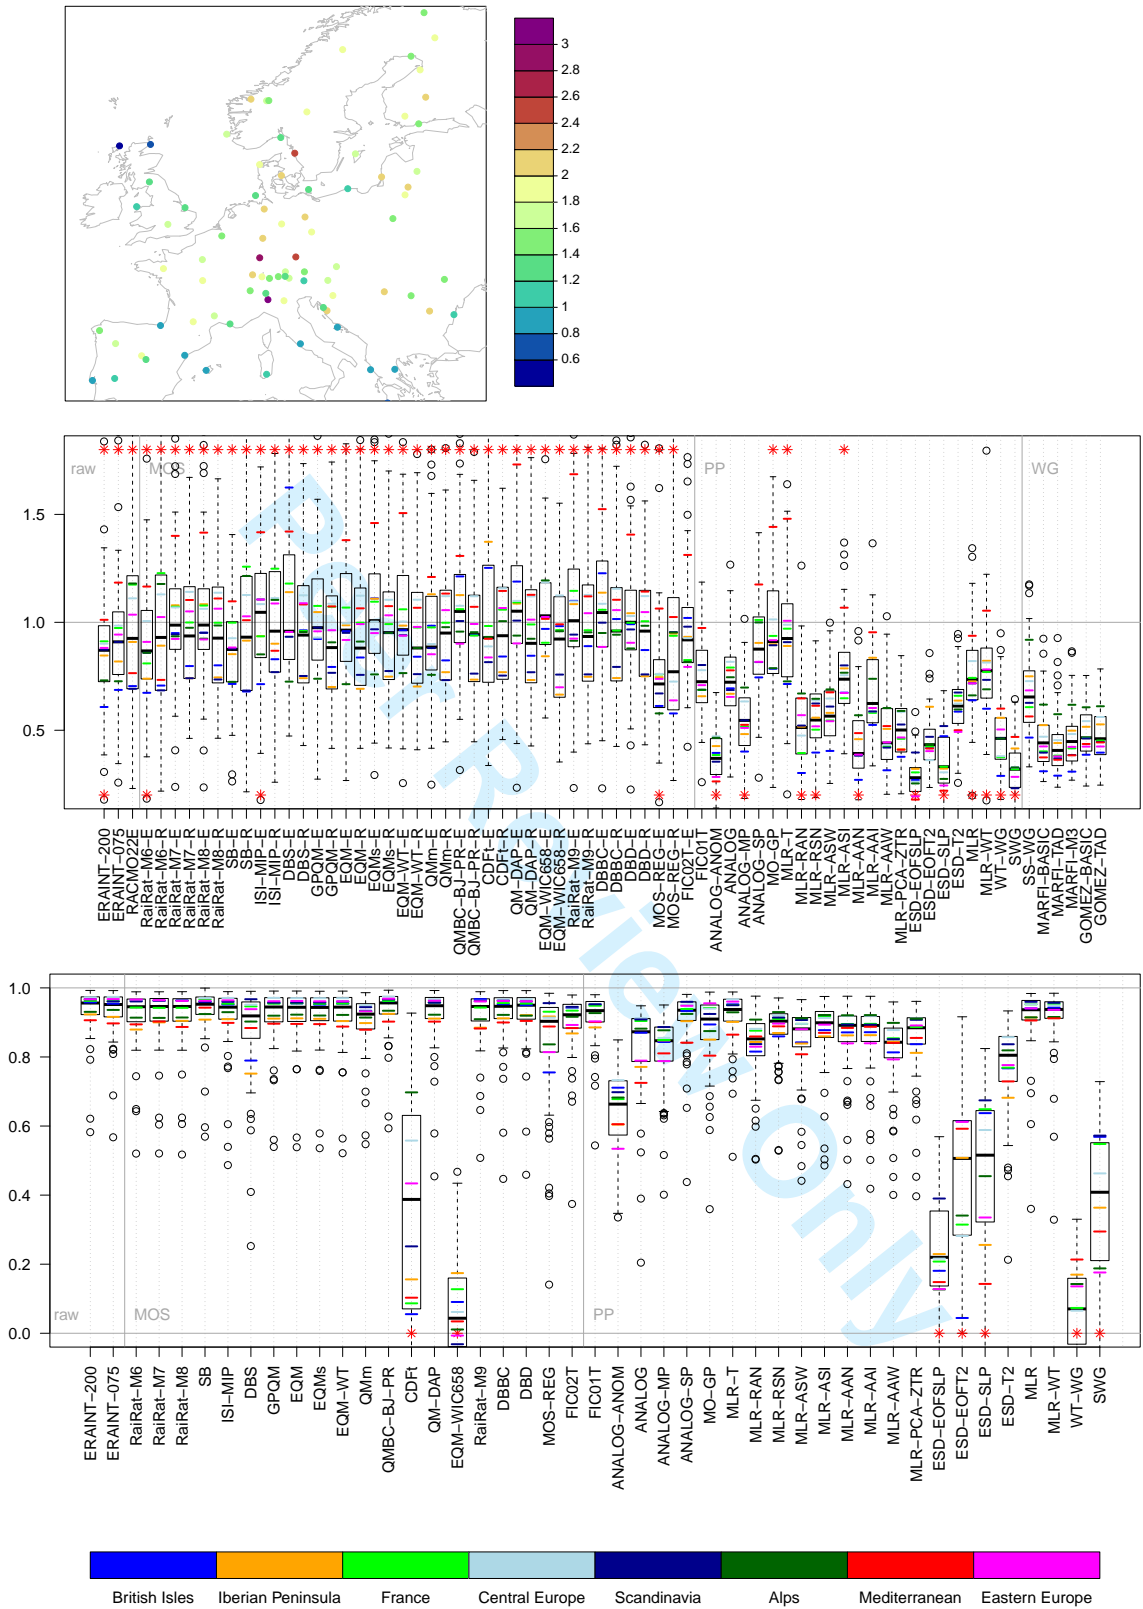 3
2.8
2.6
2.4
2.2
2
1.8
1.6
1.4
1.2
1
0.8
0.6
raw
MOS
PP
WG
1.5
1.0
0.5
ERAINT−200
ERAINT−075
RACMO22E
RaiRat−M6−E
RaiRat−M6−R
RaiRat−M7−E
RaiRat−M7−R
RaiRat−M8−E
RaiRat−M8−R
SB−E
SB−R
ISI−MIP−E
ISI−MIP−R
DBS−E
DBS−R
GPQM−E
GPQM−R
EQM−E
EQM−R
EQMs−E
EQMs−R
EQM−WT−E
EQM−WT−R
QMm−E
QMm−R
QMBC−BJ−PR−E
QMBC−BJ−PR−R
CDFt−E
CDFt−R
QM−DAP−E
QM−DAP−R
EQM−WIC658−E
EQM−WIC658−R
RaiRat−M9−E
RaiRat−M9−R
DBBC−E
DBBC−R
DBD−E
DBD−R
MOS−REG−E
MOS−REG−R
FIC02T−E
FIC01T
ANALOG−ANOM
ANALOG
ANALOG−MP
ANALOG−SP
MO−GP
MLR−T
MLR−RAN
MLR−RSN
MLR−ASW
MLR−ASI
MLR−AAN
MLR−AAI
MLR−AAW
MLR−PCA−ZTR
ESD−EOFSLP
ESD−EOFT2
ESD−SLP
ESD−T2
MLR
MLR−WT
WT−WG
SWG
SS−WG
MARFI−BASIC
MARFI−TAD
MARFI−M3
GOMEZ−BASIC
GOMEZ−TAD
1.0
0.8
0.6
0.4
0.2
0.0
raw
MOS
PP
ERAINT−200
ERAINT−075
RaiRat−M6
RaiRat−M7
RaiRat−M8
SB
ISI−MIP
DBS
GPQM
EQM
EQMs
EQM−WT
QMm
QMBC−BJ−PR
CDFt
QM−DAP
EQM−WIC658
RaiRat−M9
DBBC
DBD
MOS−REG
FIC02T
FIC01T
ANALOG−ANOM
ANALOG
ANALOG−MP
ANALOG−SP
MO−GP
MLR−T
MLR−RAN
MLR−RSN
MLR−ASW
MLR−ASI
MLR−AAN
MLR−AAI
MLR−AAW
MLR−PCA−ZTR
ESD−EOFSLP
ESD−EOFT2
ESD−SLP
ESD−T2
MLR
MLR−WT
WT−WG
SWG
Peer Review Only
British Isles
Iberian Peninsula
France
Central Europe
Scandinavia
Alps
Mediterranean
Eastern Europe